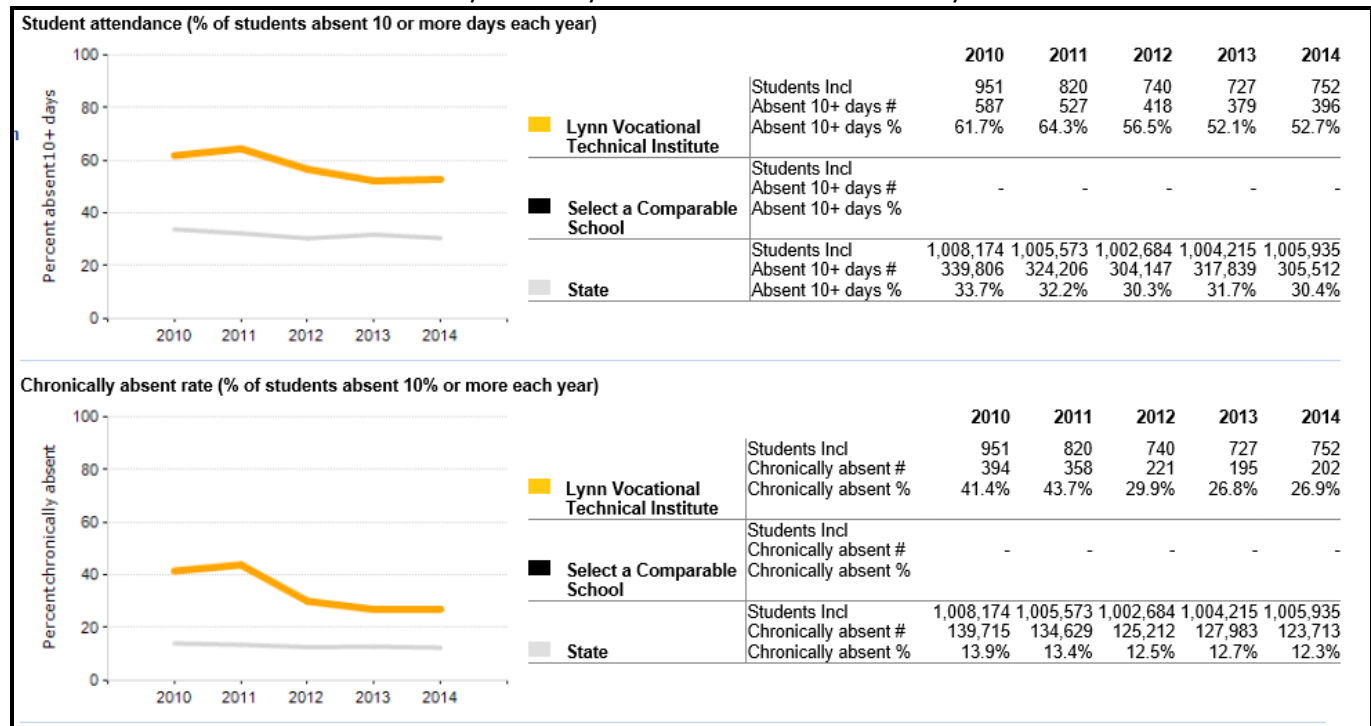 Student attendance (% of students absent 10 or more days each year)
Percent absent10+ days
100
80
60
40
20
0
2010 2011 2012 2013 2014
2010 2011 2012 2013 2014
Students Incl 951 820 740 727 752
Absent 10+ days # 587 527 418 379 396
Lynn Vocational Absent 10+ days % 61.7% 64.3% 56.5% 52.1% 52.7%
Technical Institute
Students Incl
Absent 10+ days # - - - - -
Select a Comparable Absent 10+ days %
School
Students Incl 1,008,174 1,005,573 1,002,684 1,004,215 1,005,935
Absent 10+ days # 339,806 324,206 304,147 317,839 305,512
State Absent 10+ days % 33.7% 32.2% 30.3% 31.7% 30.4%
Chronically absent rate (% of students absent 10% or more each year)
Percentchronically absent
100
80
60
40
20
0
2010 2011 2012 2013 2014
2010 2011 2012 2013 2014
Students Incl 951 820 740 727 752
Chronically absent # 394 358 221 195 202
Lynn Vocational Chronically absent % 41.4% 43.7% 29.9% 26.8% 26.9%
Technical Institute
Students Incl
Chronically absent # - - - - -
Select a Comparable Chronically absent %
School
Students Incl 1,008,174 1,005,573 1,002,684 1,004,215 1,005,935
Chronically absent # 139,715 134,629 125,212 127,983 123,713
State Chronically absent % 13.9% 13.4% 12.5% 12.7% 12.3%